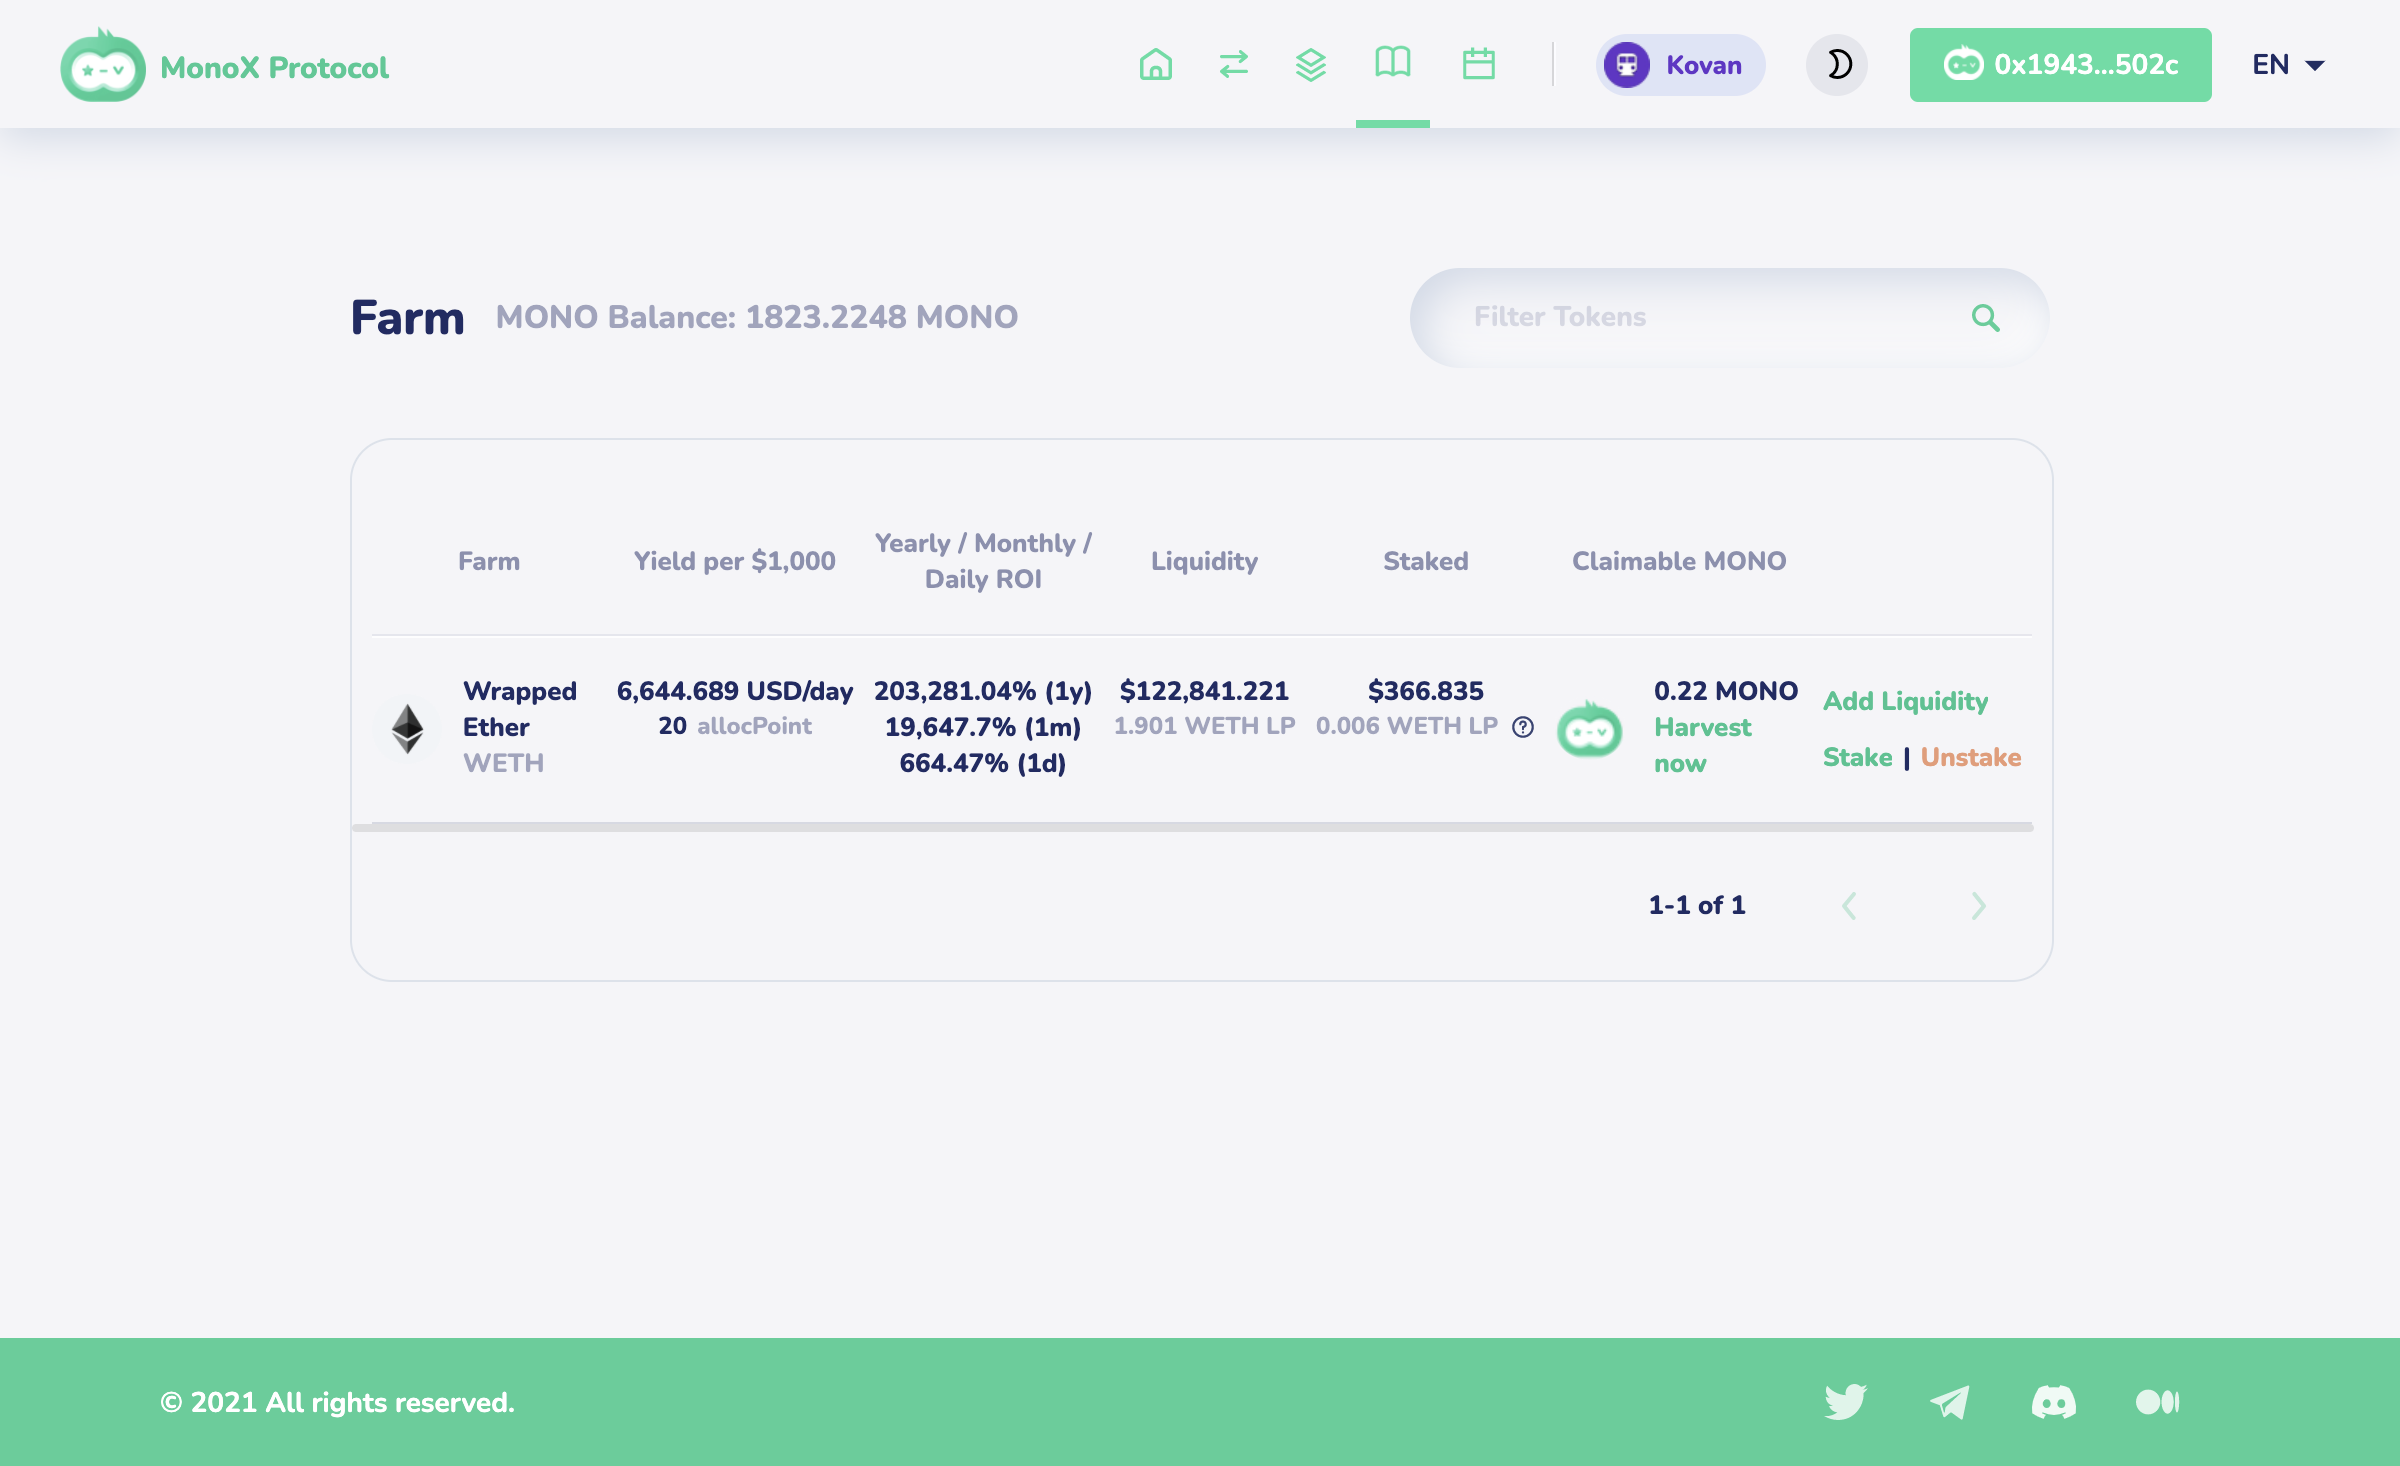 MonoX Protocol
Kovan
0x1943...502c
EN
Farm
MONO Balance: 1823.2248 MONO
Filter Tokens
Farm
Yield per $1,000
Yearly / Monthly /
Daily ROI
Liquidity
Staked
Claimable MONO
Wrapped
Ether
WETH
6,644.689 USD/day
20 allocPoint
203,281.04% (1y)
19,647.7% (1m)
664.47% (1d)
$122,841.221
1.901 WETH LP
$366.835
0.006 WETH LP
0.22 MONO
Harvest
now
Add Liquidity
Stake | Unstake
1-1 of 1
© 2021 All rights reserved.